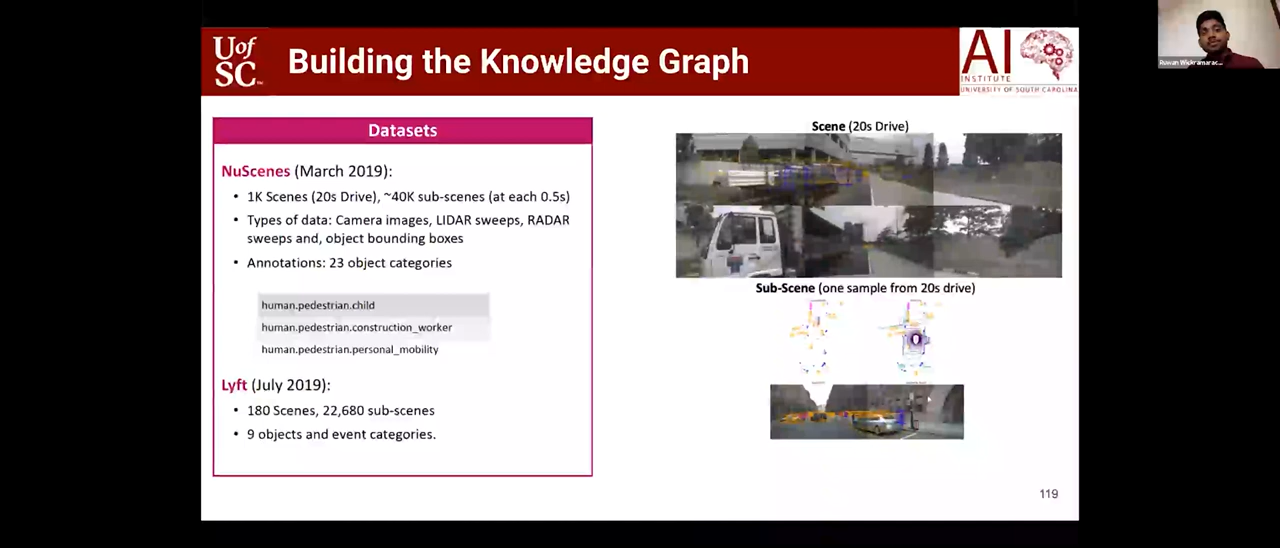 UofSC
Building the Knowledge Graph
AI
INSTITUTE
UNIVERSITY OF SOUTH CAROLINA
Ruwan Wickramarac...
Datasets
NuScenes (March 2019):
• 1K Scenes (20s Drive), ~40K sub-scenes (at each 0.5s)
• Types of data: Camera images, LIDAR sweeps, RADAR
sweeps and, object bounding boxes
• Annotations: 23 object categories
human.pedestrian.child
human.pedestrian.construction_worker
human.pedestrian.personal_mobility
Lyft (July 2019):
• 180 Scenes, 22,680 sub-scenes
• 9 objects and event categories.
Scene (20s Drive)
Sub-Scene (one sample from 20s drive)
119